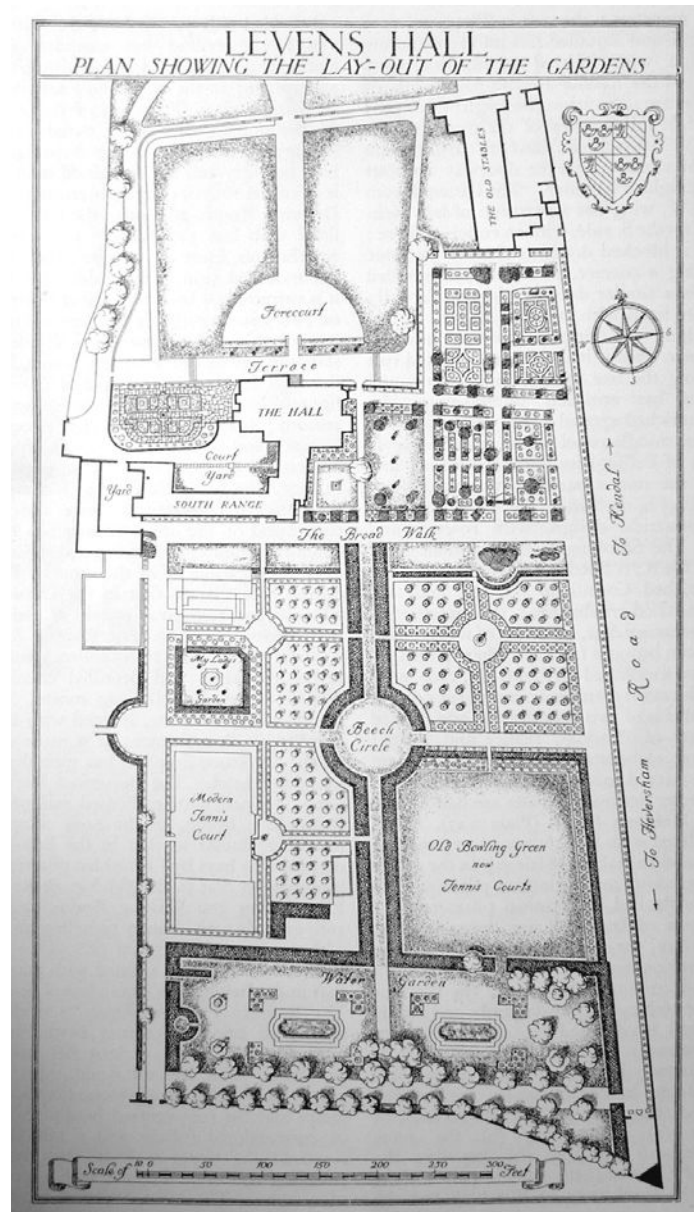 LEVENS HALL
PLAN SHOWING THE LAY-OUT OF THE GARDENS
THE OLD STABLES
Forecourt
Terrace
THE HALL
Court
Yard
Yard
SOUTH RANGE
The Broad Walk
My Lady's
Garden
Beech
Circle
Modern
Tennis
Court
Old Bowling Green
now
Tennis Courts
Water Garden
Road
To Kendal →
← To Heversham
S
Scale of 10 0 50 100 150 200 250 300 Feet